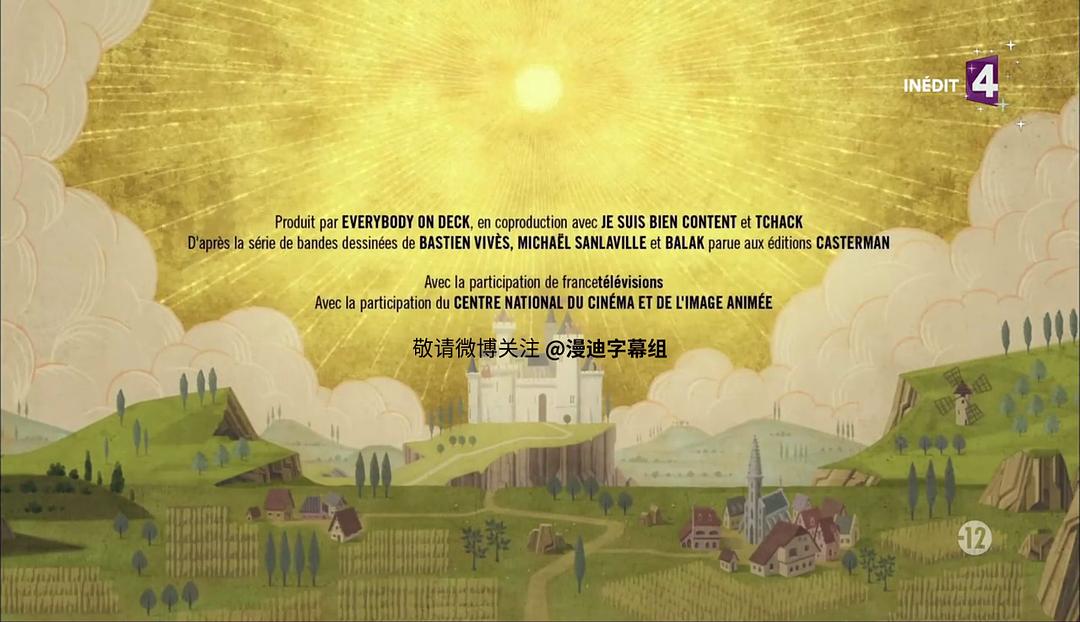 INÉDIT 4
Produit par EVERYBODY ON DECK, en coproduction avec JE SUIS BIEN CONTENT et TCHACK
D'après la série de bandes dessinées de BASTIEN VIVÈS, MICHAËL SANLAVILLE et BALAK parue aux éditions CASTERMAN
Avec la participation de francetélévisions
Avec la participation du CENTRE NATIONAL DU CINÉMA ET DE L'IMAGE ANIMÉE
敬请微博关注 @漫迪字幕组
-12